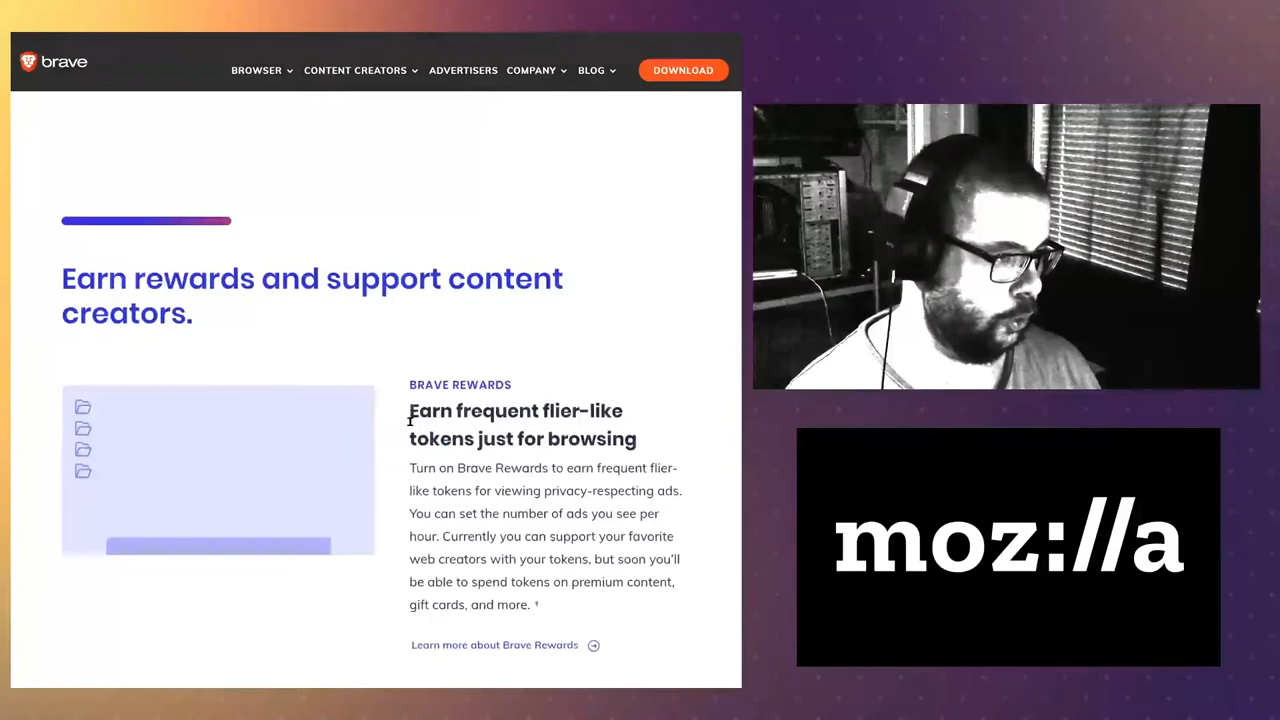 brave
BROWSER CONTENT CREATORS ADVERTISERS COMPANY BLOG DOWNLOAD
Earn rewards and support content
creators.
BRAVE REWARDS
Earn frequent flier-like
tokens just for browsing
Turn on Brave Rewards to earn frequent flier-
like tokens for viewing privacy-respecting ads.
You can set the number of ads you see per
hour. Currently you can support your favorite
web creators with your tokens, but soon you'll
be able to spend tokens on premium content,
gift cards, and more. †
Learn more about Brave Rewards
moz://a